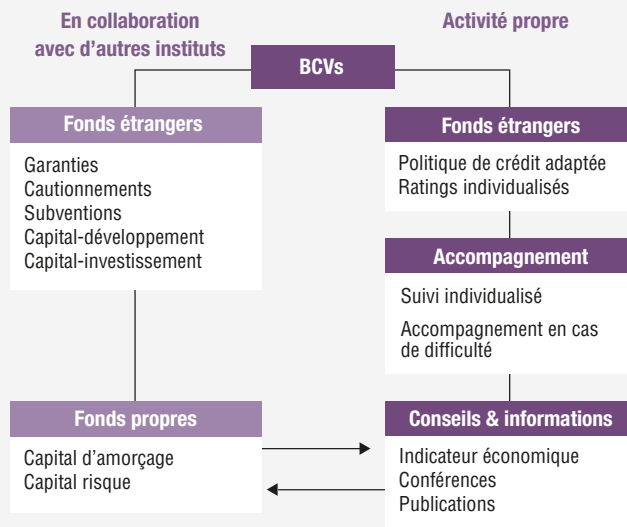 En collaboration
avec d'autres instituts
Activité propre
BCVs
Fonds étrangers
Garanties
Cautionnements
Subventions
Capital-développement
Capital-investissement
Fonds étrangers
Politique de crédit adaptée
Ratings individualisés
Accompagnement
Suivi individualisé
Accompagnement en cas
de difficulté
Fonds propres
Capital d'amorçage
Capital risque
Conseils & informations
Indicateur économique
Conférences
Publications